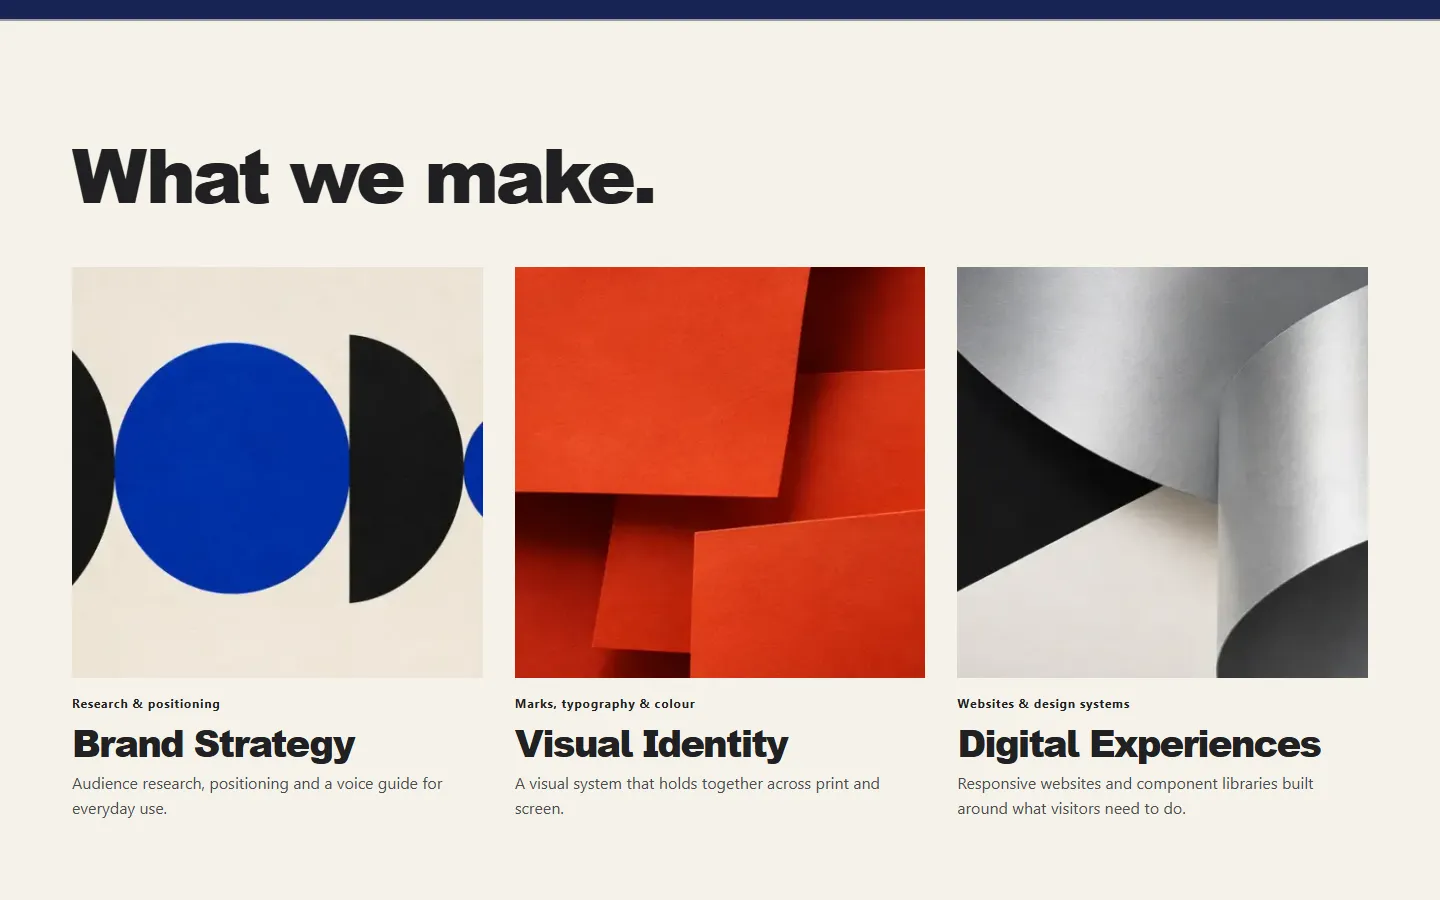 What we make.
Research & positioning
Brand Strategy
Audience research, positioning and a voice guide for
everyday use.
Marks, typography & colour
Visual Identity
A visual system that holds together across print and
screen.
Websites & design systems
Digital Experiences
Responsive websites and component libraries built
around what visitors need to do.